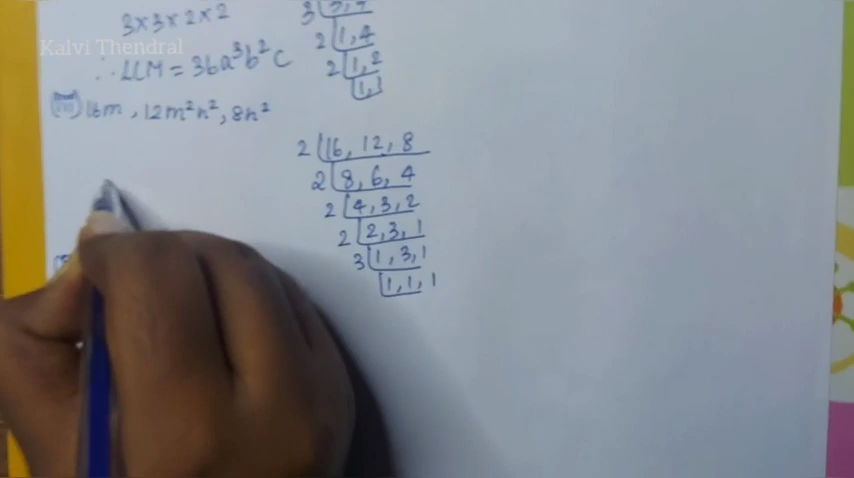 3×3×2×2
Kalvi Thendral
∴ LCM = 36a³b²c
(iii) 16m, 12m²n², 8n²
3
2 | 1, 4
2 | 1, 2
1, 1
2 | 16, 12, 8
2 | 8, 6, 4
2 | 4, 3, 2
2 | 2, 3, 1
3 | 1, 3, 1
1, 1, 1